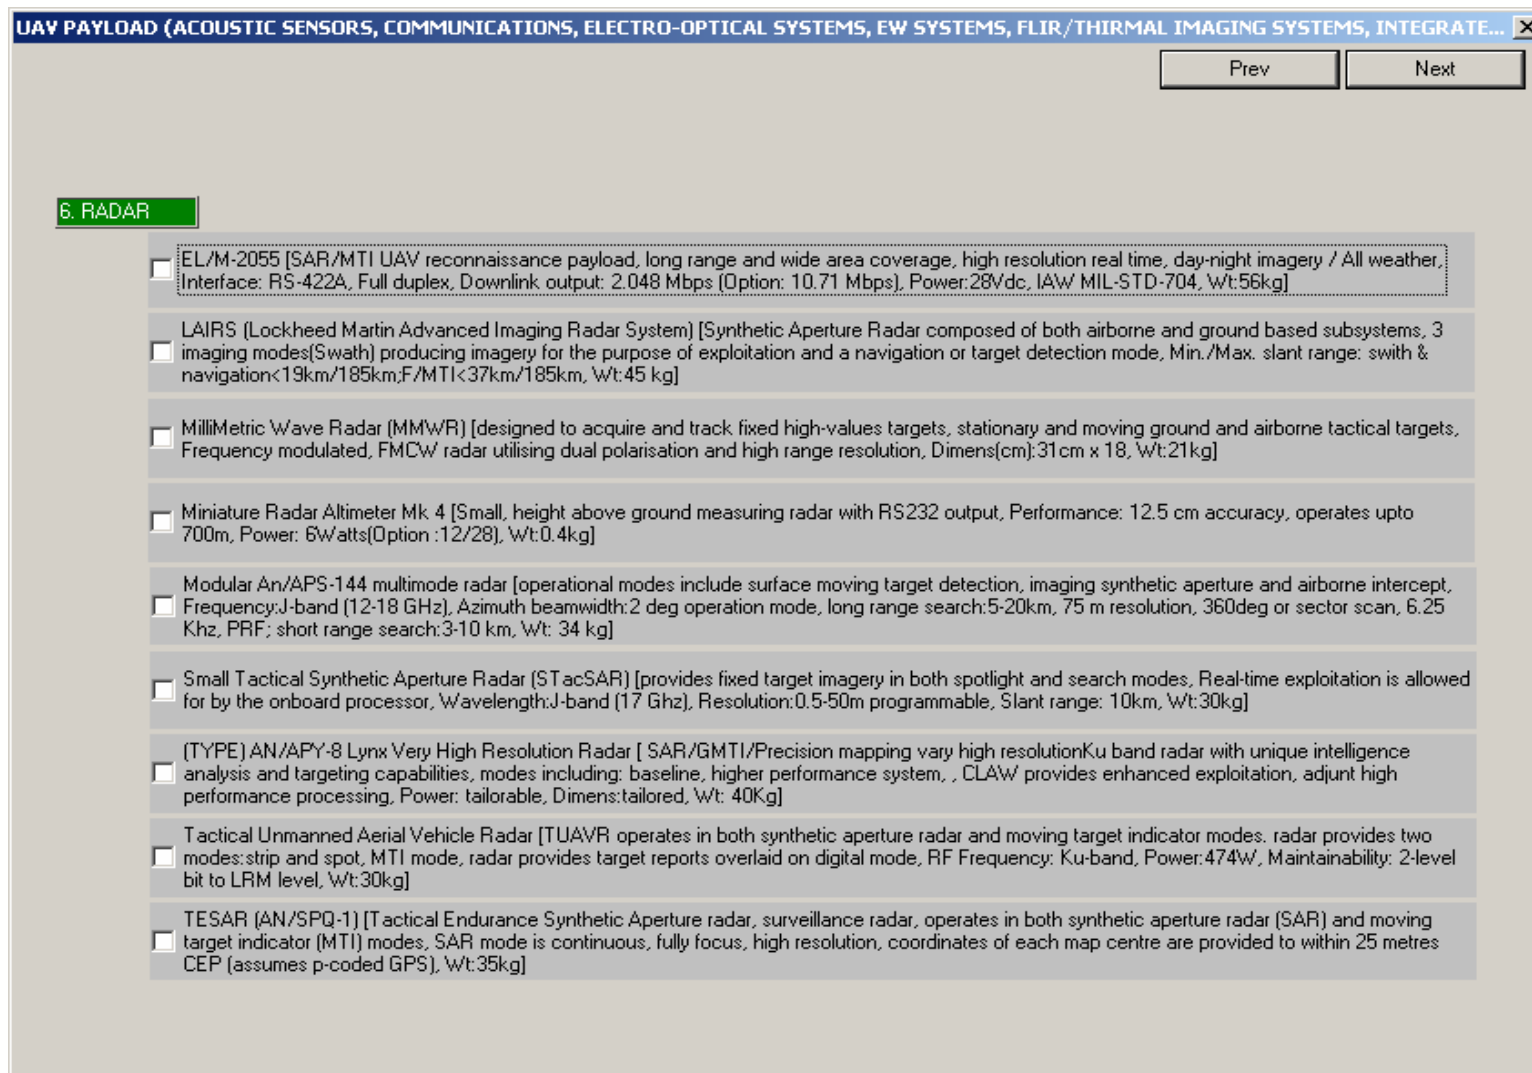 UAV PAYLOAD (ACOUSTIC SENSORS, COMMUNICATIONS, ELECTRO-OPTICAL SYSTEMS, EW SYSTEMS, FLIR/THIRMAL IMAGING SYSTEMS, INTEGRATE...
Prev
Next
6. RADAR
EL/M-2055 [SAR/MTI UAV reconnaissance payload, long range and wide area coverage, high resolution real time, day-night imagery / All weather,
Interface: RS-422A, Full duplex, Downlink output: 2.048 Mbps (Option: 10.71 Mbps), Power:28Vdc, IAW MIL-STD-704, Wt:56kg]
LAIRS (Lockheed Martin Advanced Imaging Radar System) [Synthetic Aperture Radar composed of both airborne and ground based subsystems, 3
imaging modes(Swath) producing imagery for the purpose of exploitation and a navigation or target detection mode, Min./Max. slant range: swith &
navigation<19km/185km;F/MTI<37km/185km, Wt:45 kg]
MilliMetric Wave Radar (MMWR) [designed to acquire and track fixed high-values targets, stationary and moving ground and airborne tactical targets,
Frequency modulated, FMCW radar utilising dual polarisation and high range resolution, Dimens(cm):31cm x 18, Wt:21kg]
Miniature Radar Altimeter Mk 4 [Small, height above ground measuring radar with RS232 output, Performance: 12.5 cm accuracy, operates upto
700m, Power: 6Watts(Option :12/28), Wt:0.4kg]
Modular An/APS-144 multimode radar [operational modes include surface moving target detection, imaging synthetic aperture and airborne intercept,
Frequency:J-band (12-18 GHz), Azimuth beamwidth:2 deg operation mode, long range search:5-20km, 75 m resolution, 360deg or sector scan, 6.25
Khz, PRF; short range search:3-10 km, Wt: 34 kg]
Small Tactical Synthetic Aperture Radar (STacSAR) [provides fixed target imagery in both spotlight and search modes, Real-time exploitation is allowed
for by the onboard processor, Wavelength:J-band (17 Ghz), Resolution:0.5-50m programmable, Slant range: 10km, Wt:30kg]
(TYPE) AN/APY-8 Lynx Very High Resolution Radar [ SAR/GMTI/Precision mapping vary high resolutionKu band radar with unique intelligence
analysis and targeting capabilities, modes including: baseline, higher performance system, , CLAW provides enhanced exploitation, adjunt high
performance processing, Power: tailorable, Dimens:tailored, Wt: 40Kg]
Tactical Unmanned Aerial Vehicle Radar [TUAVR operates in both synthetic aperture radar and moving target indicator modes. radar provides two
modes:strip and spot, MTI mode, radar provides target reports overlaid on digital mode, RF Frequency: Ku-band, Power:474W, Maintainability: 2-level
bit to LRM level, Wt:30kg]
TESAR (AN/SPQ-1) [Tactical Endurance Synthetic Aperture radar, surveillance radar, operates in both synthetic aperture radar (SAR) and moving
target indicator (MTI) modes, SAR mode is continuous, fully focus, high resolution, coordinates of each map centre are provided to within 25 metres
CEP (assumes p-coded GPS), Wt:35kg]